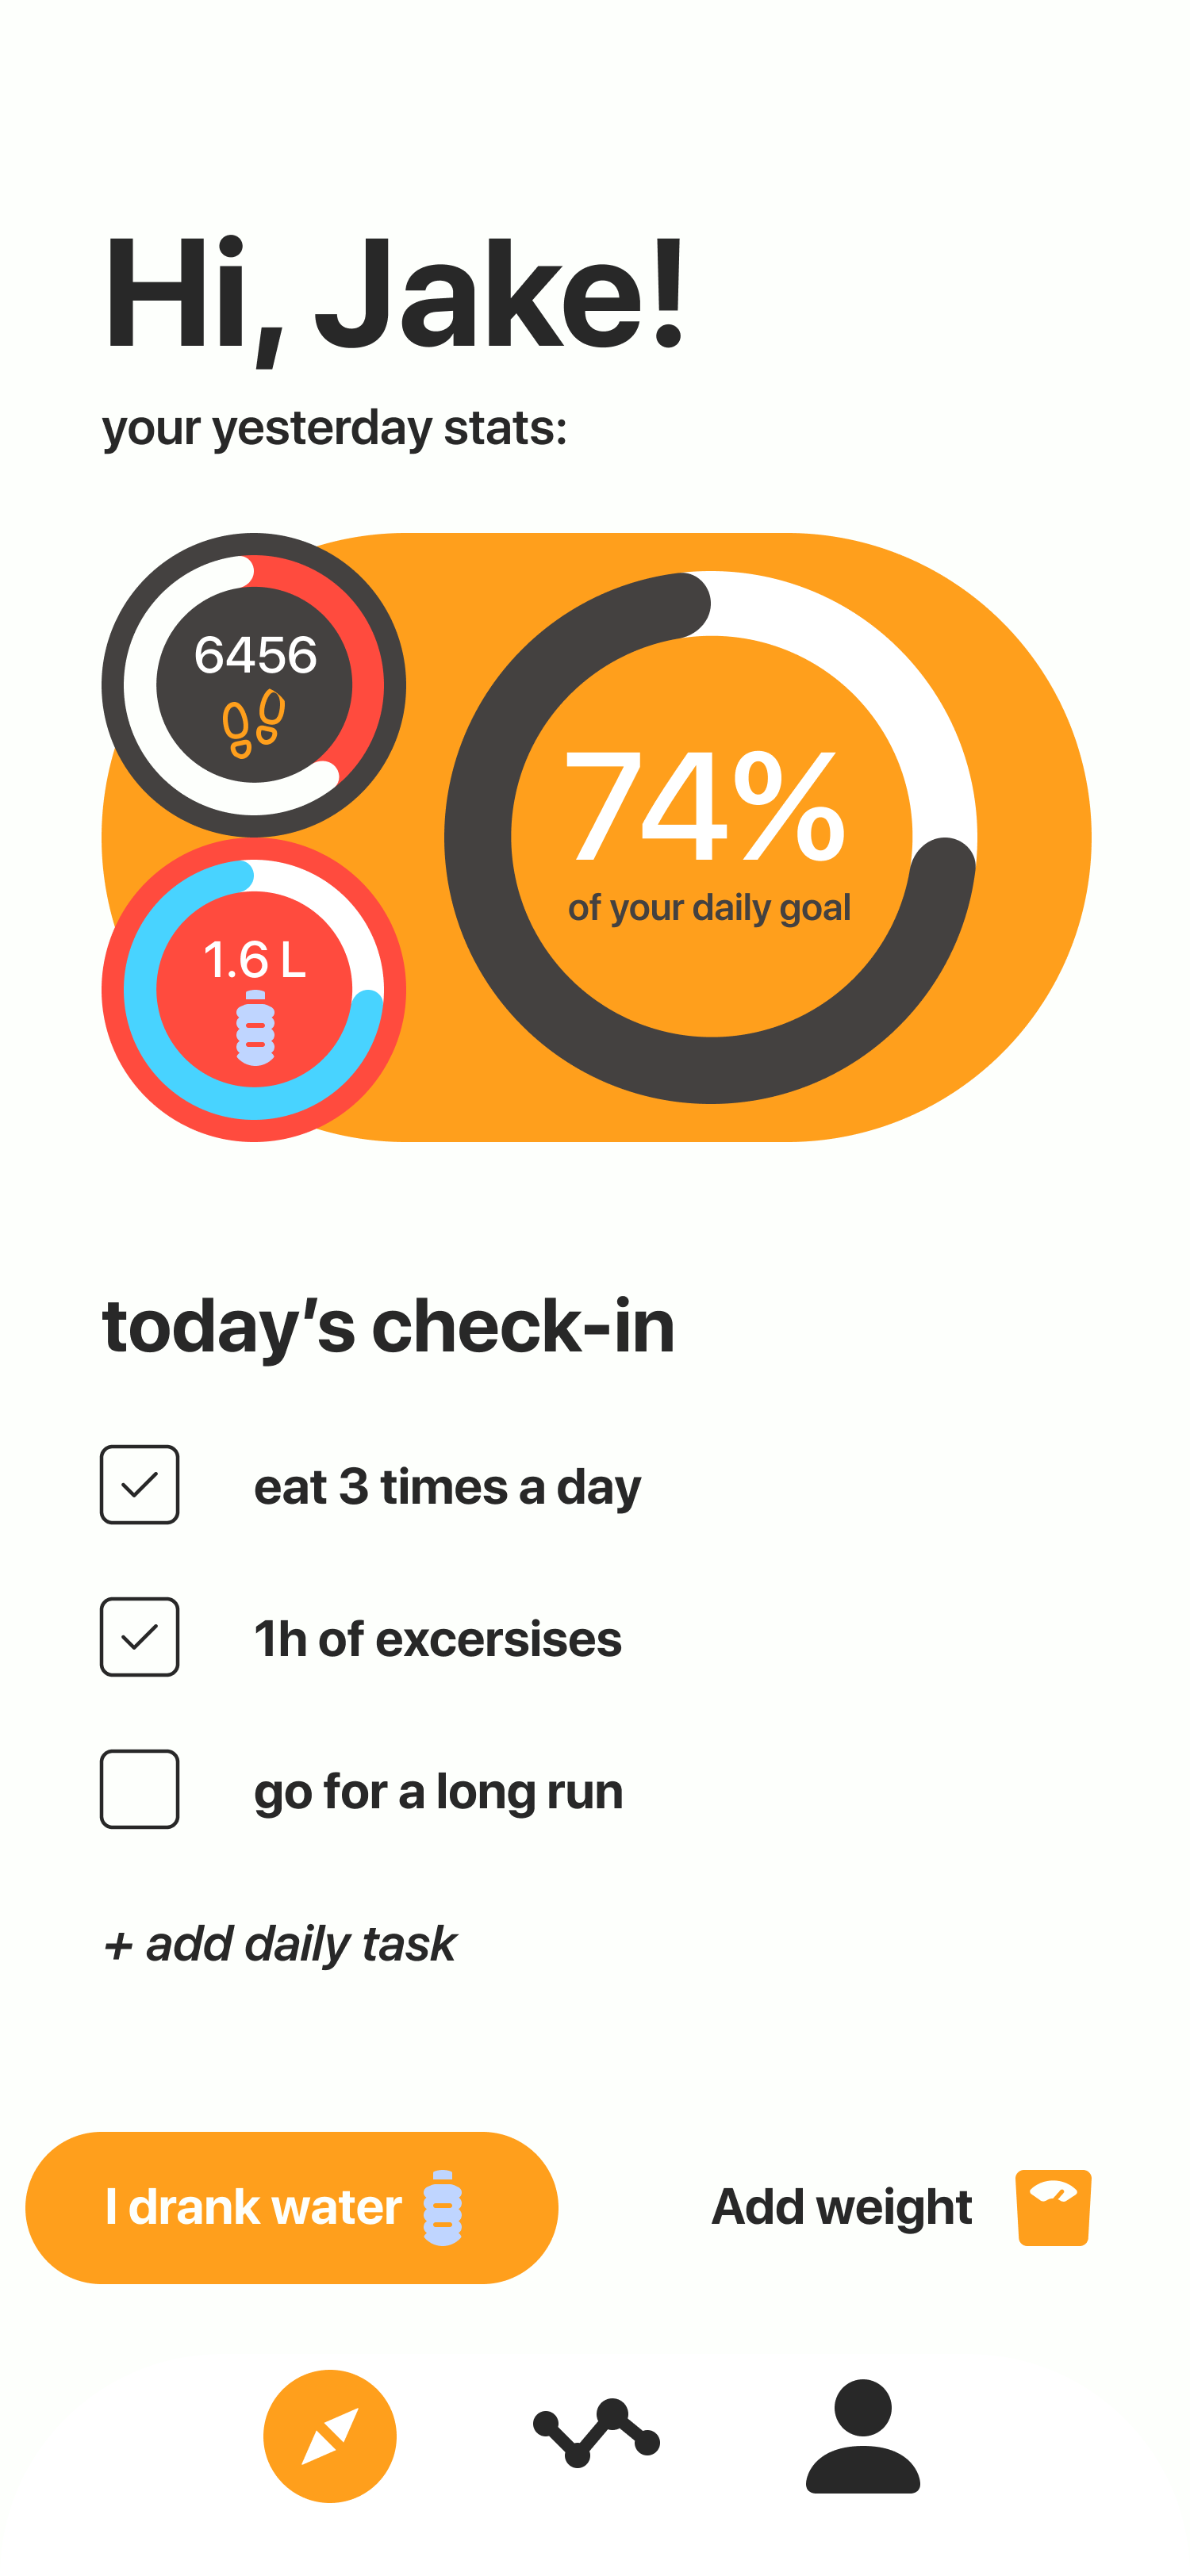 Hi, Jake!
your yesterday stats:
6456
74%
of your daily goal
1.6 L
today’s check-in
eat 3 times a day
1h of excersises
go for a long run
+ add daily task
I drank water
Add weight